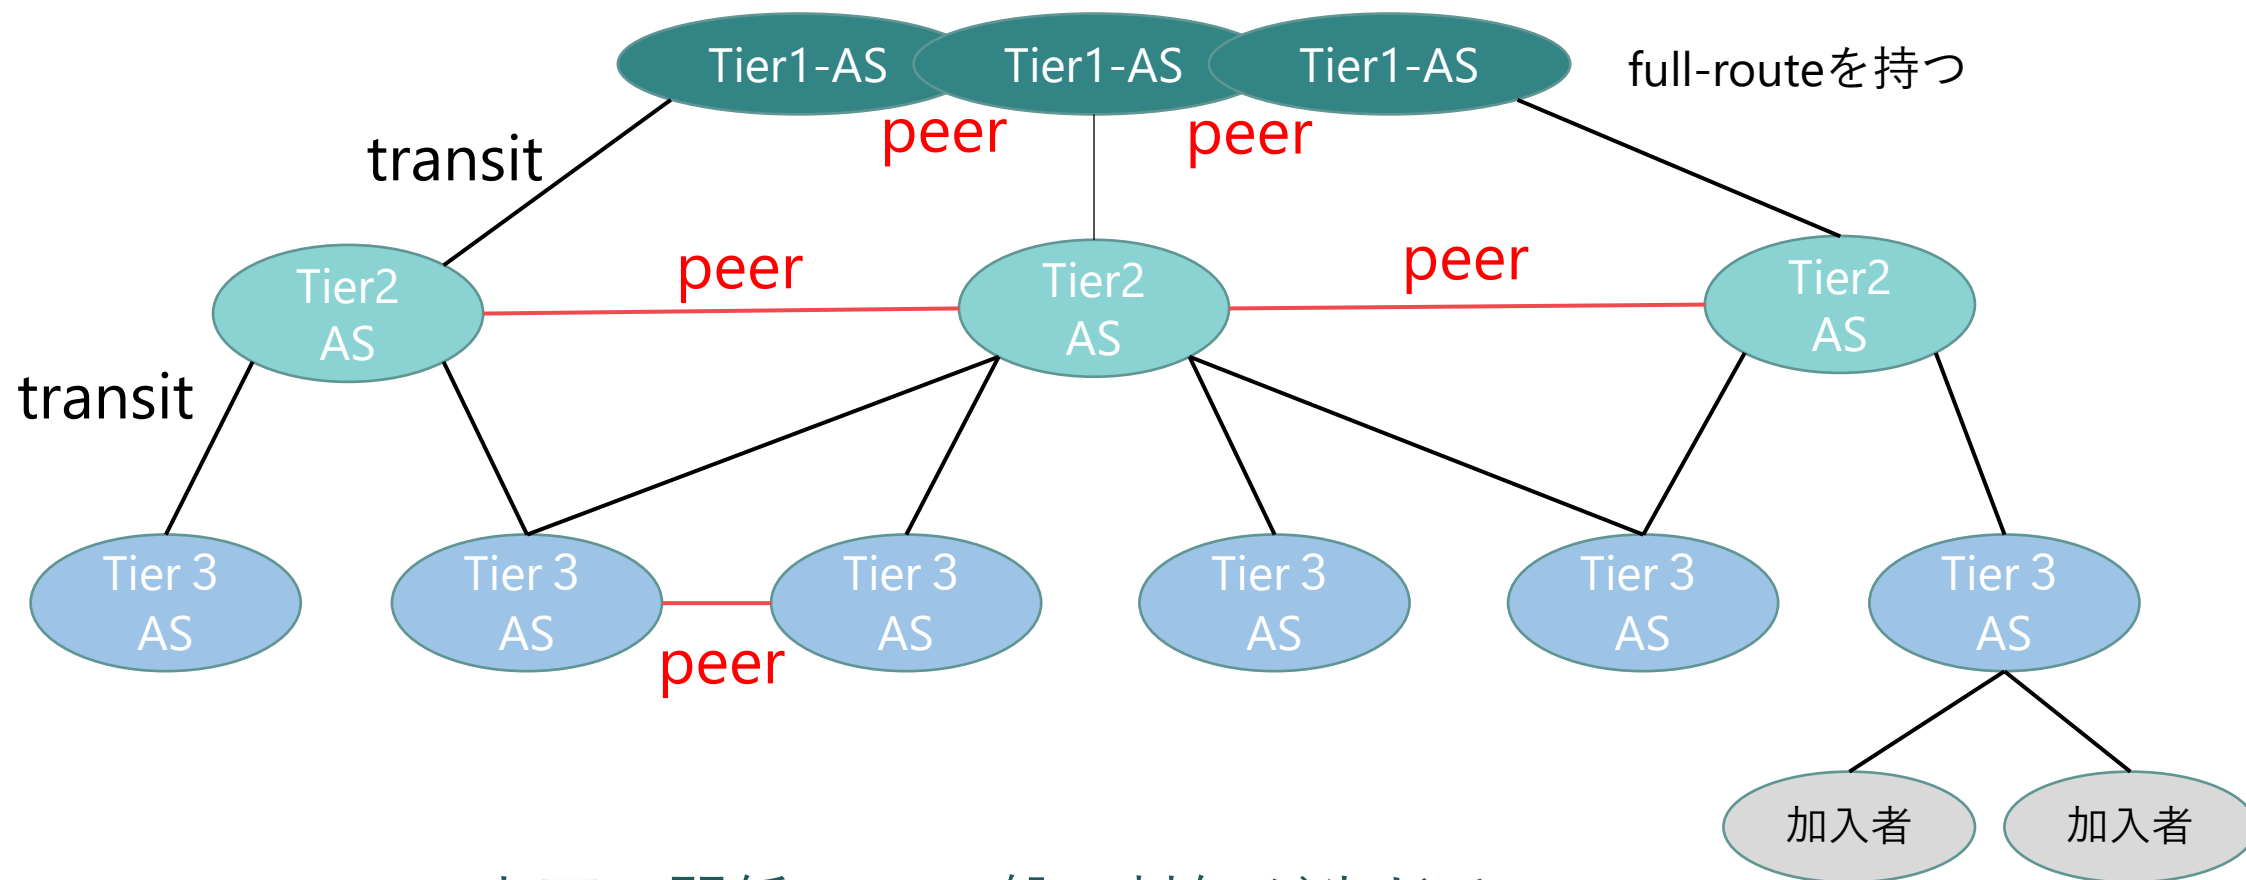 Tier1-AS
Tier1-AS
Tier1-AS
full-routeを持つ
peer
peer
transit
peer
peer
Tier2
AS
Tier2
AS
Tier2
AS
transit
Tier 3
AS
Tier 3
AS
Tier 3
AS
Tier 3
AS
Tier 3
AS
Tier 3
AS
peer
加入者
加入者